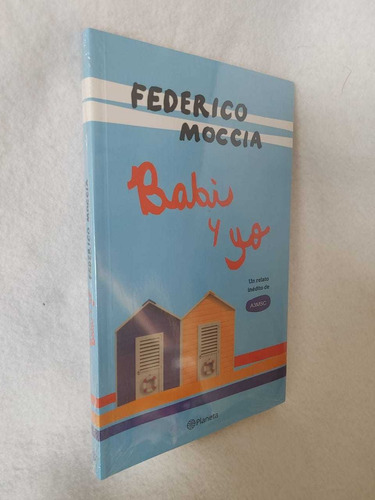 FEDERICO
MOCCIA
Babi
y yo
Un relato
inédito de
Planeta
FEDERICO MOCCIA